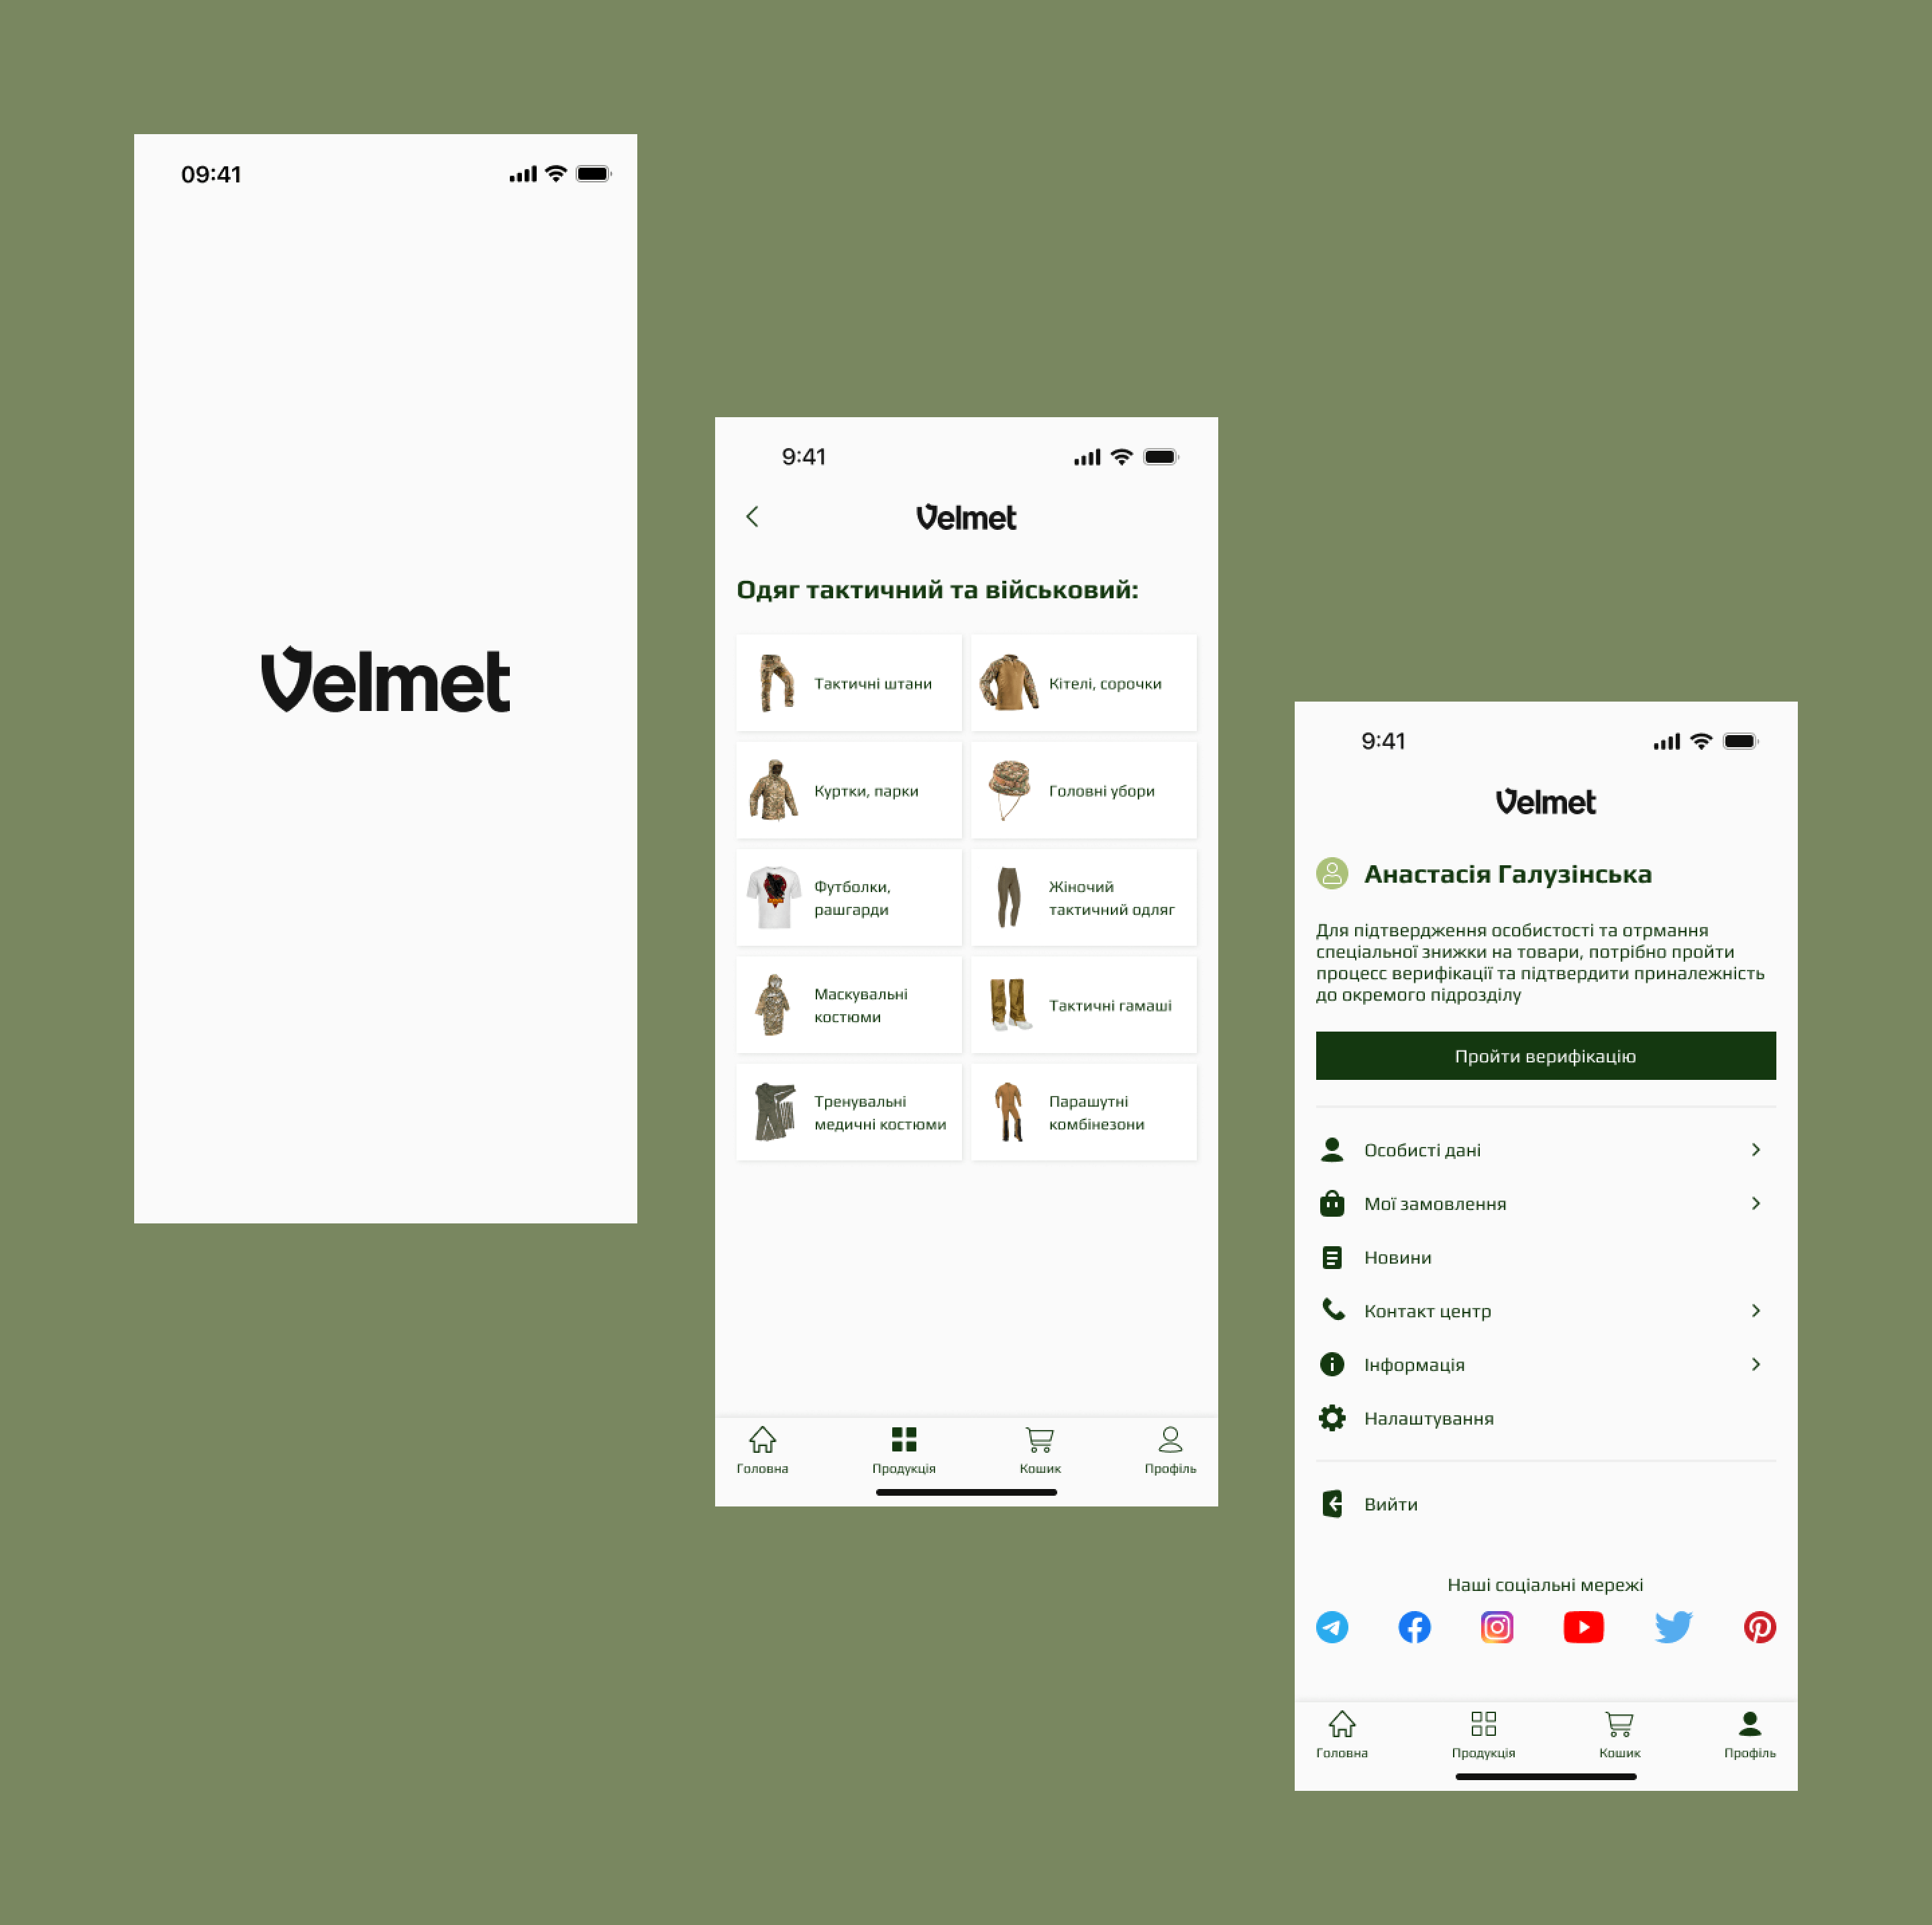 09:41
Velmet
9:41
Velmet
Одяг тактичний та військовий:
Тактичні штани
Кітелі, сорочки
Куртки, парки
Головні убори
Футболки,
рашгарди
Жіночий
тактичний одляг
Маскувальні
костюми
Тактичні гамаші
Тренувальні
медичні костюми
Парашутні
комбінезони
Головна
Продукція
Кошик
Профіль
9:41
Velmet
Анастасія Галузінська
Для підтвердження особистості та отрмання
спеціальної знижки на товари, потрібно пройти
процесс верифікації та підтвердити приналежність
до окремого підрозділу
Пройти верифікацію
Особисті дані
Мої замовлення
Новини
Контакт центр
Інформація
Налаштування
Вийти
Наші соціальні мережі
Головна
Продукція
Кошик
Профіль